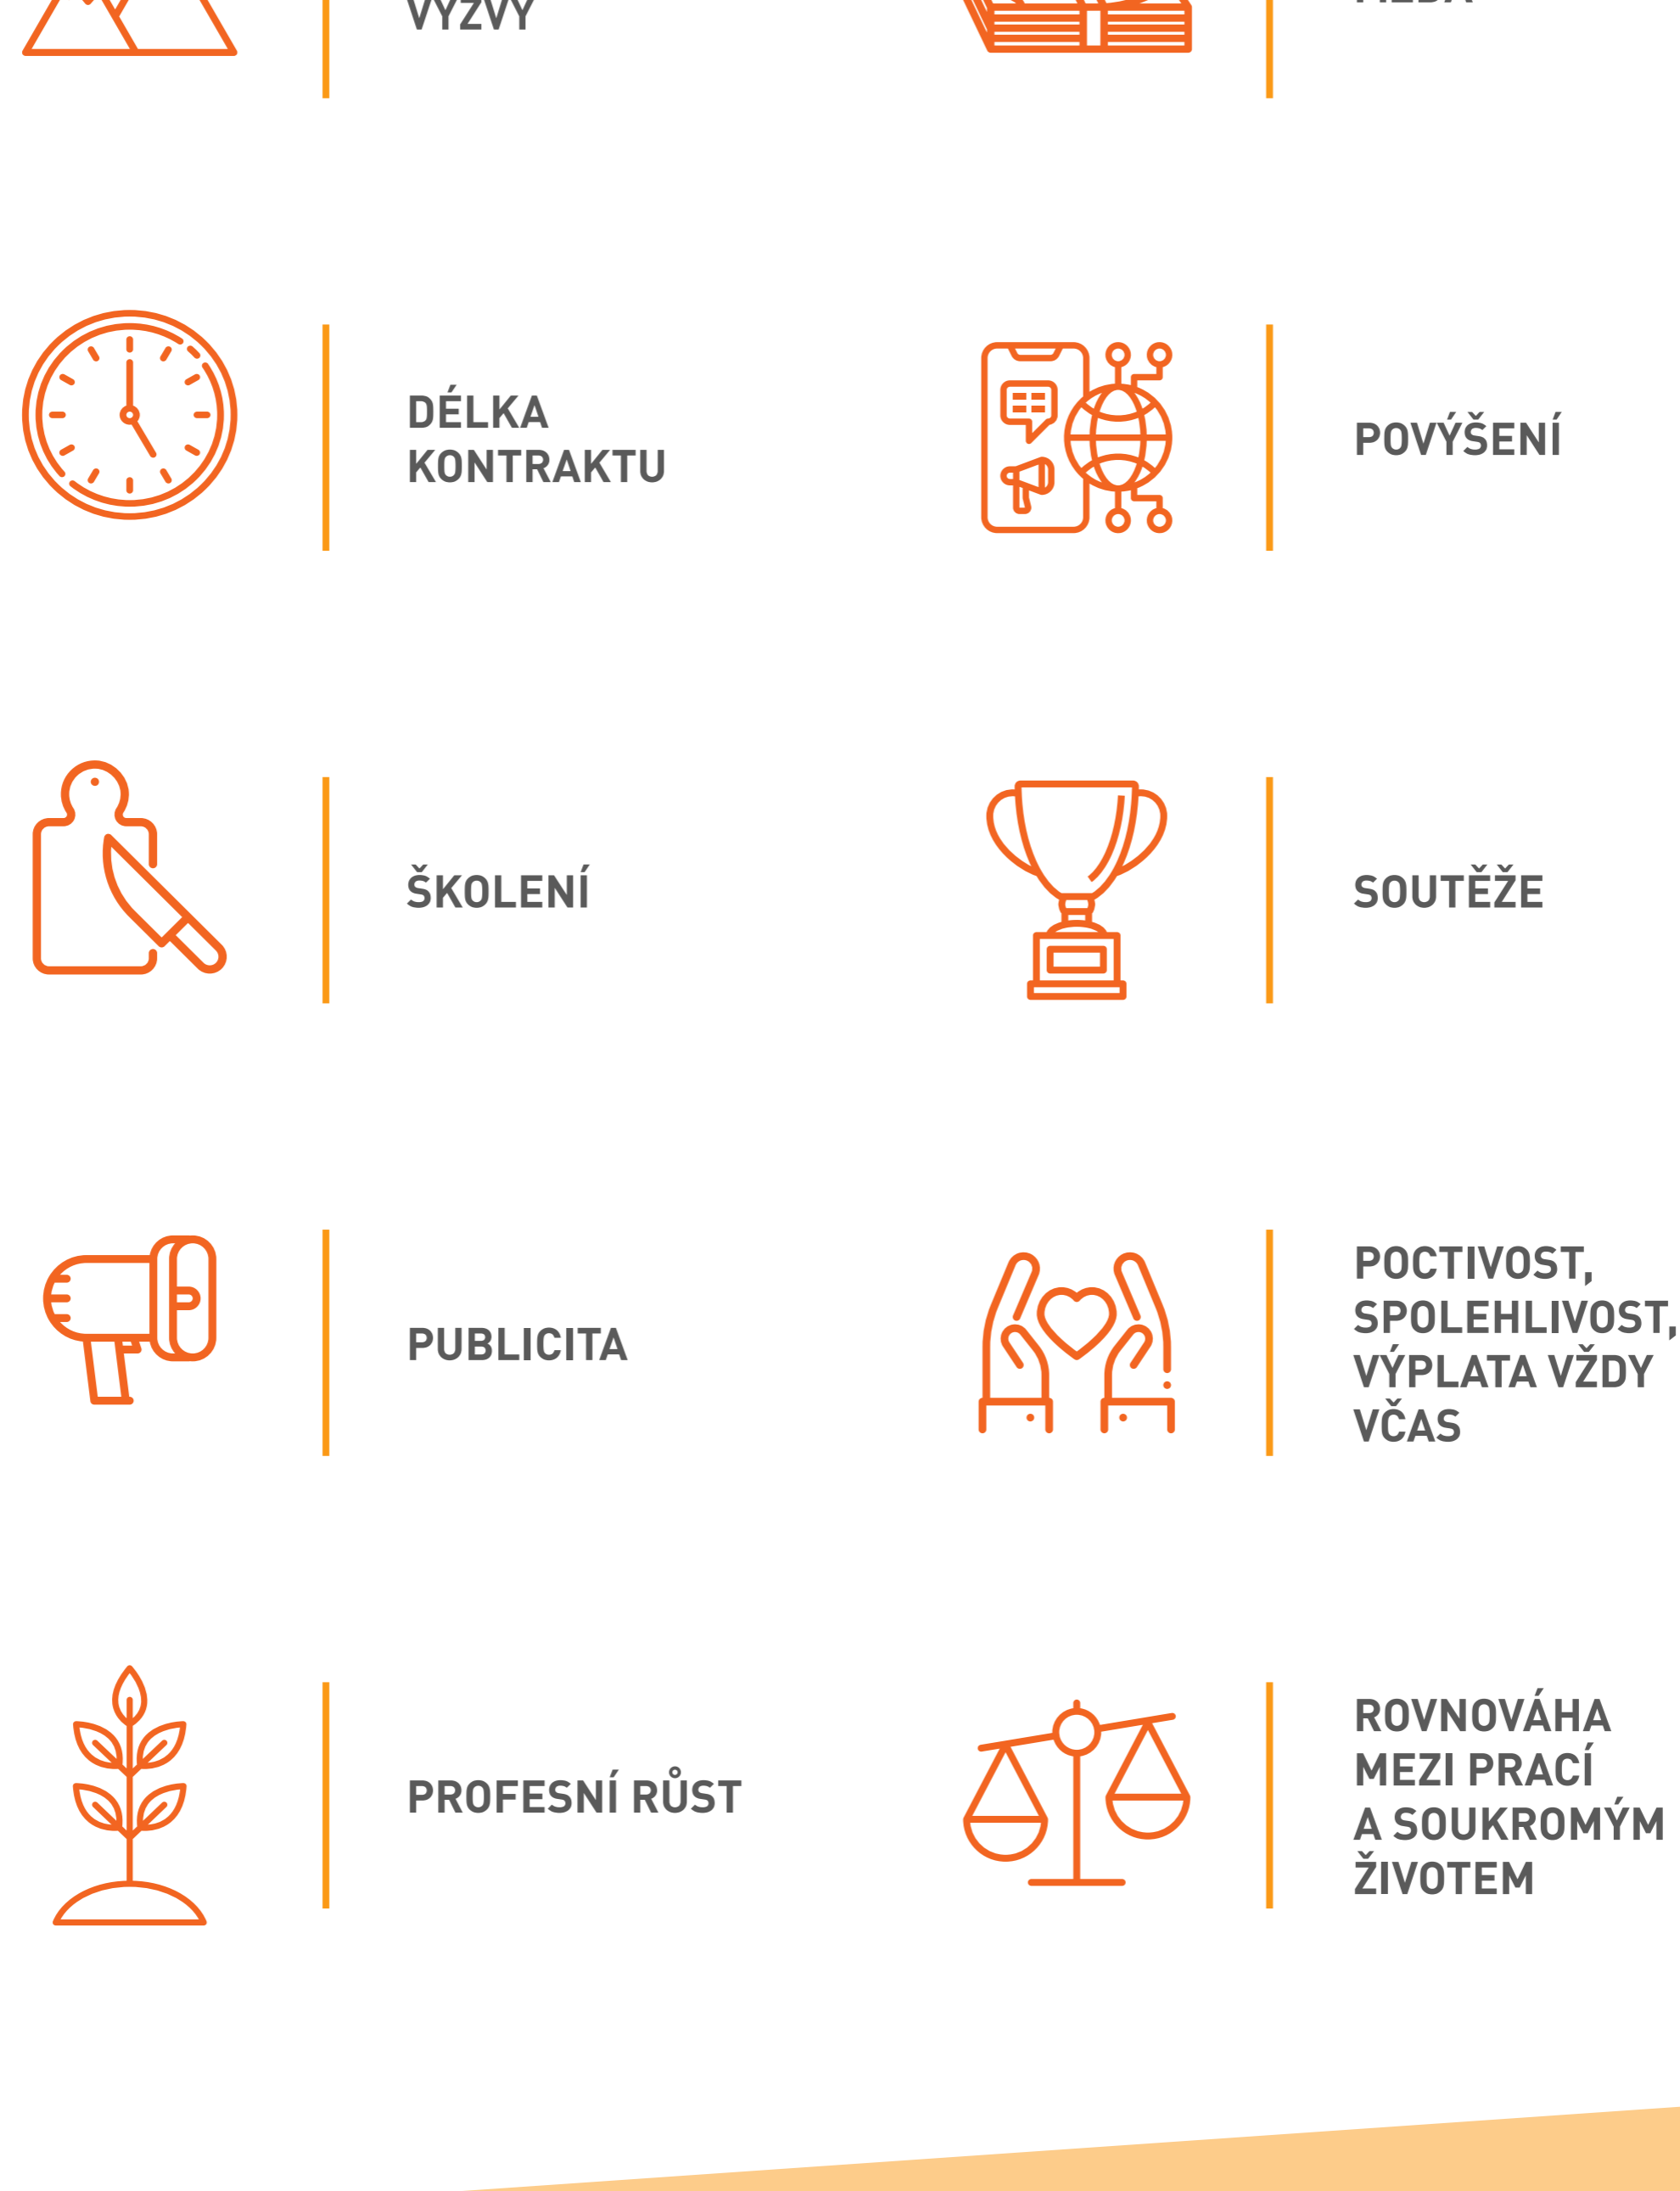 VÝZVY
DÉLKA
KONTRAKTU
POVÝŠENÍ
ŠKOLENÍ
SOUTĚŽE
PUBLICITA
POCTIVOST,
SPOLEHLIVOST,
VÝPLATA VŽDY
VČAS
PROFESNÍ RŮST
ROVNOVÁHA
MEZI PRACÍ
A SOUKROMÝM
ŽIVOTEM